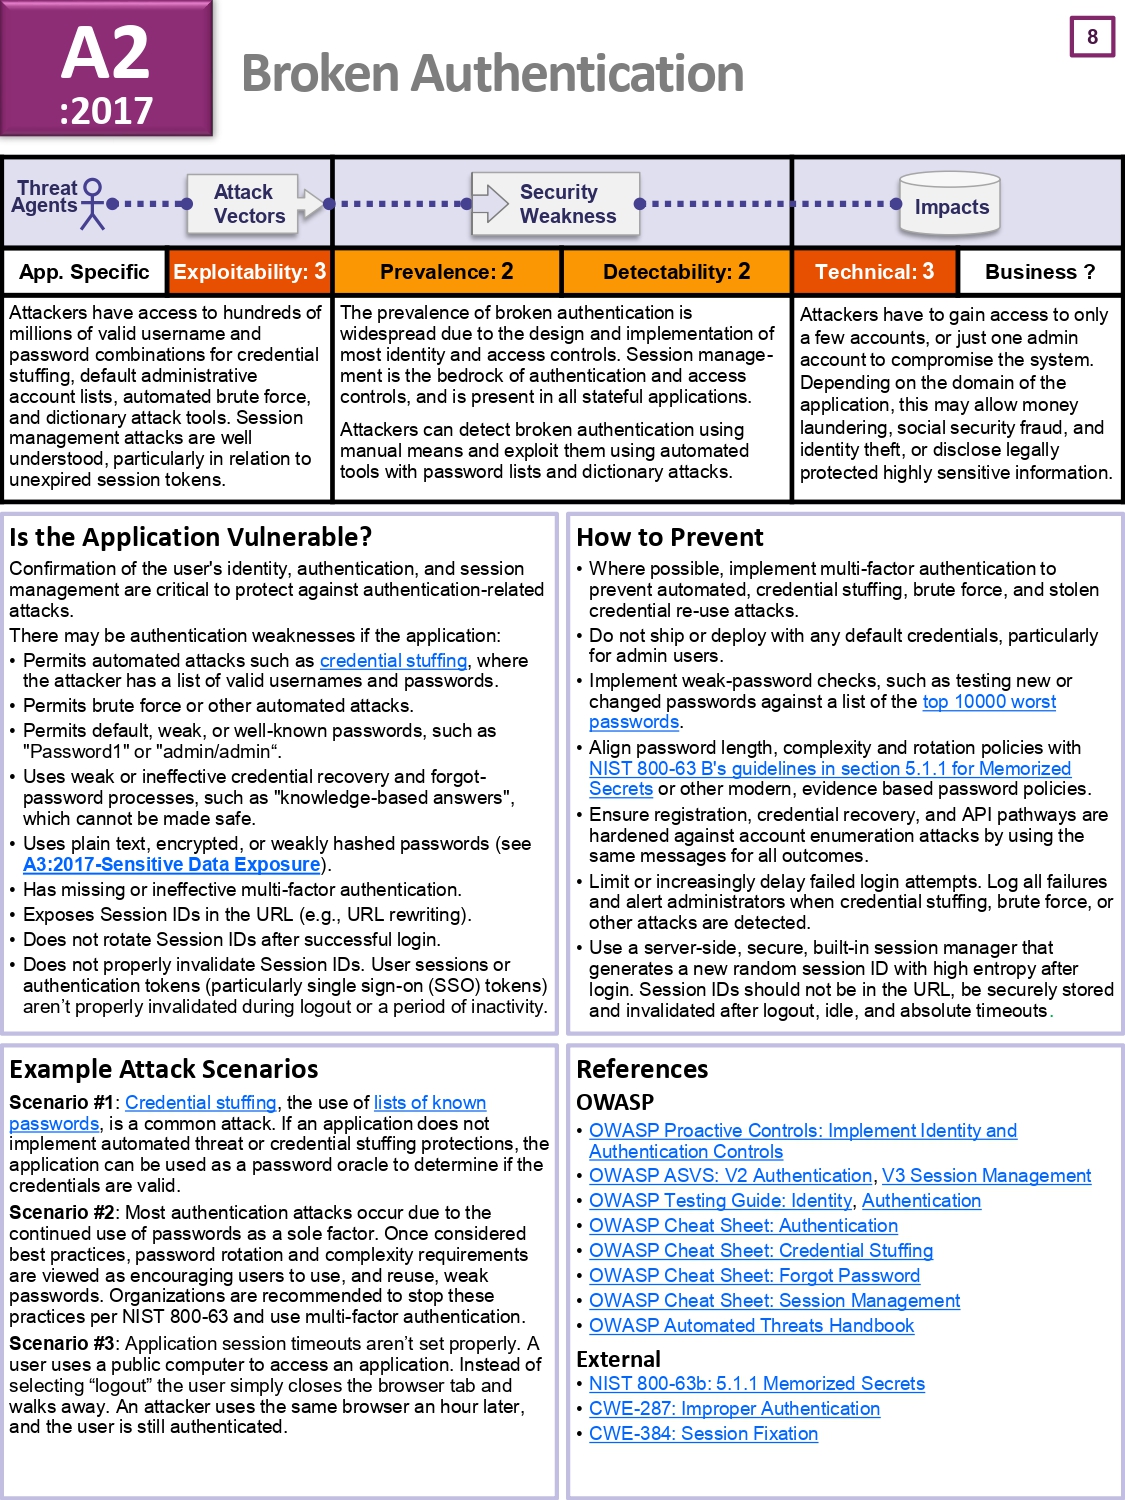 A2
:2017
Broken Authentication
8
Threat
Agents
Attack
Vectors
Security
Weakness
Impacts
App. Specific
Exploitability: 3
Prevalence: 2
Detectability: 2
Technical: 3
Business ?
Attackers have access to hundreds of
millions of valid username and
password combinations for credential
stuffing, default administrative
account lists, automated brute force,
and dictionary attack tools. Session
management attacks are well
understood, particularly in relation to
unexpired session tokens.
The prevalence of broken authentication is
widespread due to the design and implementation of
most identity and access controls. Session manage-
ment is the bedrock of authentication and access
controls, and is present in all stateful applications.
Attackers can detect broken authentication using
manual means and exploit them using automated
tools with password lists and dictionary attacks.
Attackers have to gain access to only
a few accounts, or just one admin
account to compromise the system.
Depending on the domain of the
application, this may allow money
laundering, social security fraud, and
identity theft, or disclose legally
protected highly sensitive information.
Is the Application Vulnerable?
Confirmation of the user's identity, authentication, and session
management are critical to protect against authentication-related
attacks.
There may be authentication weaknesses if the application:
• Permits automated attacks such as credential stuffing, where
the attacker has a list of valid usernames and passwords.
• Permits brute force or other automated attacks.
• Permits default, weak, or well-known passwords, such as
"Password1" or "admin/admin“.
• Uses weak or ineffective credential recovery and forgot-
password processes, such as "knowledge-based answers",
which cannot be made safe.
• Uses plain text, encrypted, or weakly hashed passwords (see
A3:2017-Sensitive Data Exposure).
• Has missing or ineffective multi-factor authentication.
• Exposes Session IDs in the URL (e.g., URL rewriting).
• Does not rotate Session IDs after successful login.
• Does not properly invalidate Session IDs. User sessions or
authentication tokens (particularly single sign-on (SSO) tokens)
aren’t properly invalidated during logout or a period of inactivity.
How to Prevent
• Where possible, implement multi-factor authentication to
prevent automated, credential stuffing, brute force, and stolen
credential re-use attacks.
• Do not ship or deploy with any default credentials, particularly
for admin users.
• Implement weak-password checks, such as testing new or
changed passwords against a list of the top 10000 worst
passwords.
• Align password length, complexity and rotation policies with
NIST 800-63 B's guidelines in section 5.1.1 for Memorized
Secrets or other modern, evidence based password policies.
• Ensure registration, credential recovery, and API pathways are
hardened against account enumeration attacks by using the
same messages for all outcomes.
• Limit or increasingly delay failed login attempts. Log all failures
and alert administrators when credential stuffing, brute force, or
other attacks are detected.
• Use a server-side, secure, built-in session manager that
generates a new random session ID with high entropy after
login. Session IDs should not be in the URL, be securely stored
and invalidated after logout, idle, and absolute timeouts.
Example Attack Scenarios
Scenario #1: Credential stuffing, the use of lists of known
passwords, is a common attack. If an application does not
implement automated threat or credential stuffing protections, the
application can be used as a password oracle to determine if the
credentials are valid.
Scenario #2: Most authentication attacks occur due to the
continued use of passwords as a sole factor. Once considered
best practices, password rotation and complexity requirements
are viewed as encouraging users to use, and reuse, weak
passwords. Organizations are recommended to stop these
practices per NIST 800-63 and use multi-factor authentication.
Scenario #3: Application session timeouts aren’t set properly. A
user uses a public computer to access an application. Instead of
selecting “logout” the user simply closes the browser tab and
walks away. An attacker uses the same browser an hour later,
and the user is still authenticated.
References
OWASP
• OWASP Proactive Controls: Implement Identity and
Authentication Controls
• OWASP ASVS: V2 Authentication, V3 Session Management
• OWASP Testing Guide: Identity, Authentication
• OWASP Cheat Sheet: Authentication
• OWASP Cheat Sheet: Credential Stuffing
• OWASP Cheat Sheet: Forgot Password
• OWASP Cheat Sheet: Session Management
• OWASP Automated Threats Handbook
External
• NIST 800-63b: 5.1.1 Memorized Secrets
• CWE-287: Improper Authentication
• CWE-384: Session Fixation